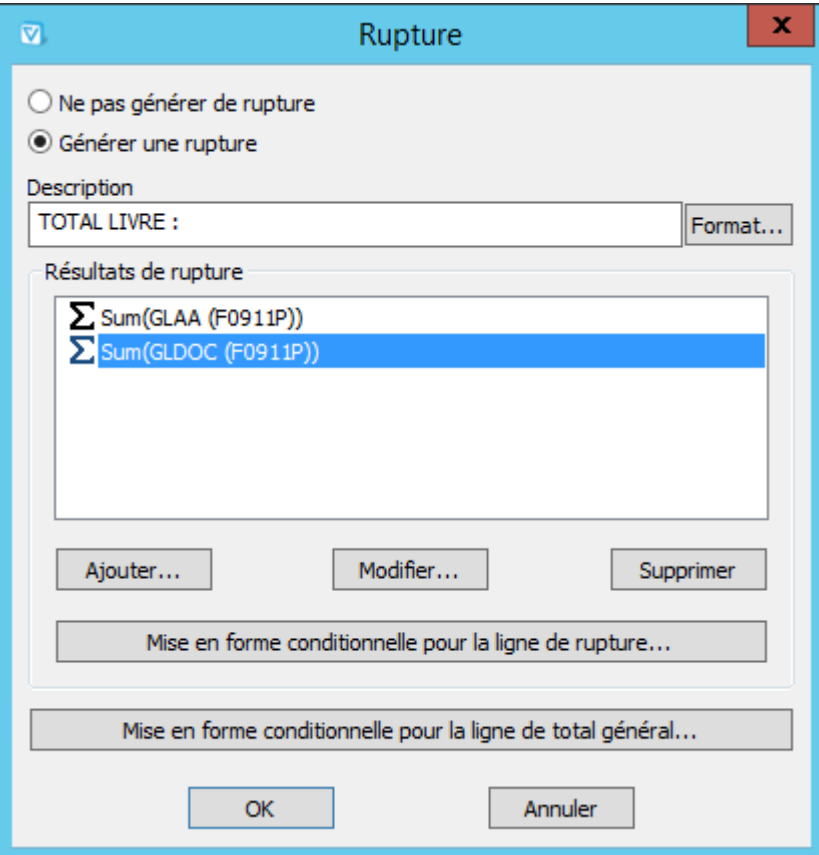 Rupture
Ne pas générer de rupture
Générer une rupture
Description
TOTAL LIVRE :
Format...
Résultats de rupture
Σ Sum(GLAA (F0911P))
Σ Sum(GLDOC (F0911P))
Ajouter... Modifier... Supprimer
Mise en forme conditionnelle pour la ligne de rupture...
Mise en forme conditionnelle pour la ligne de total général...
OK Annuler